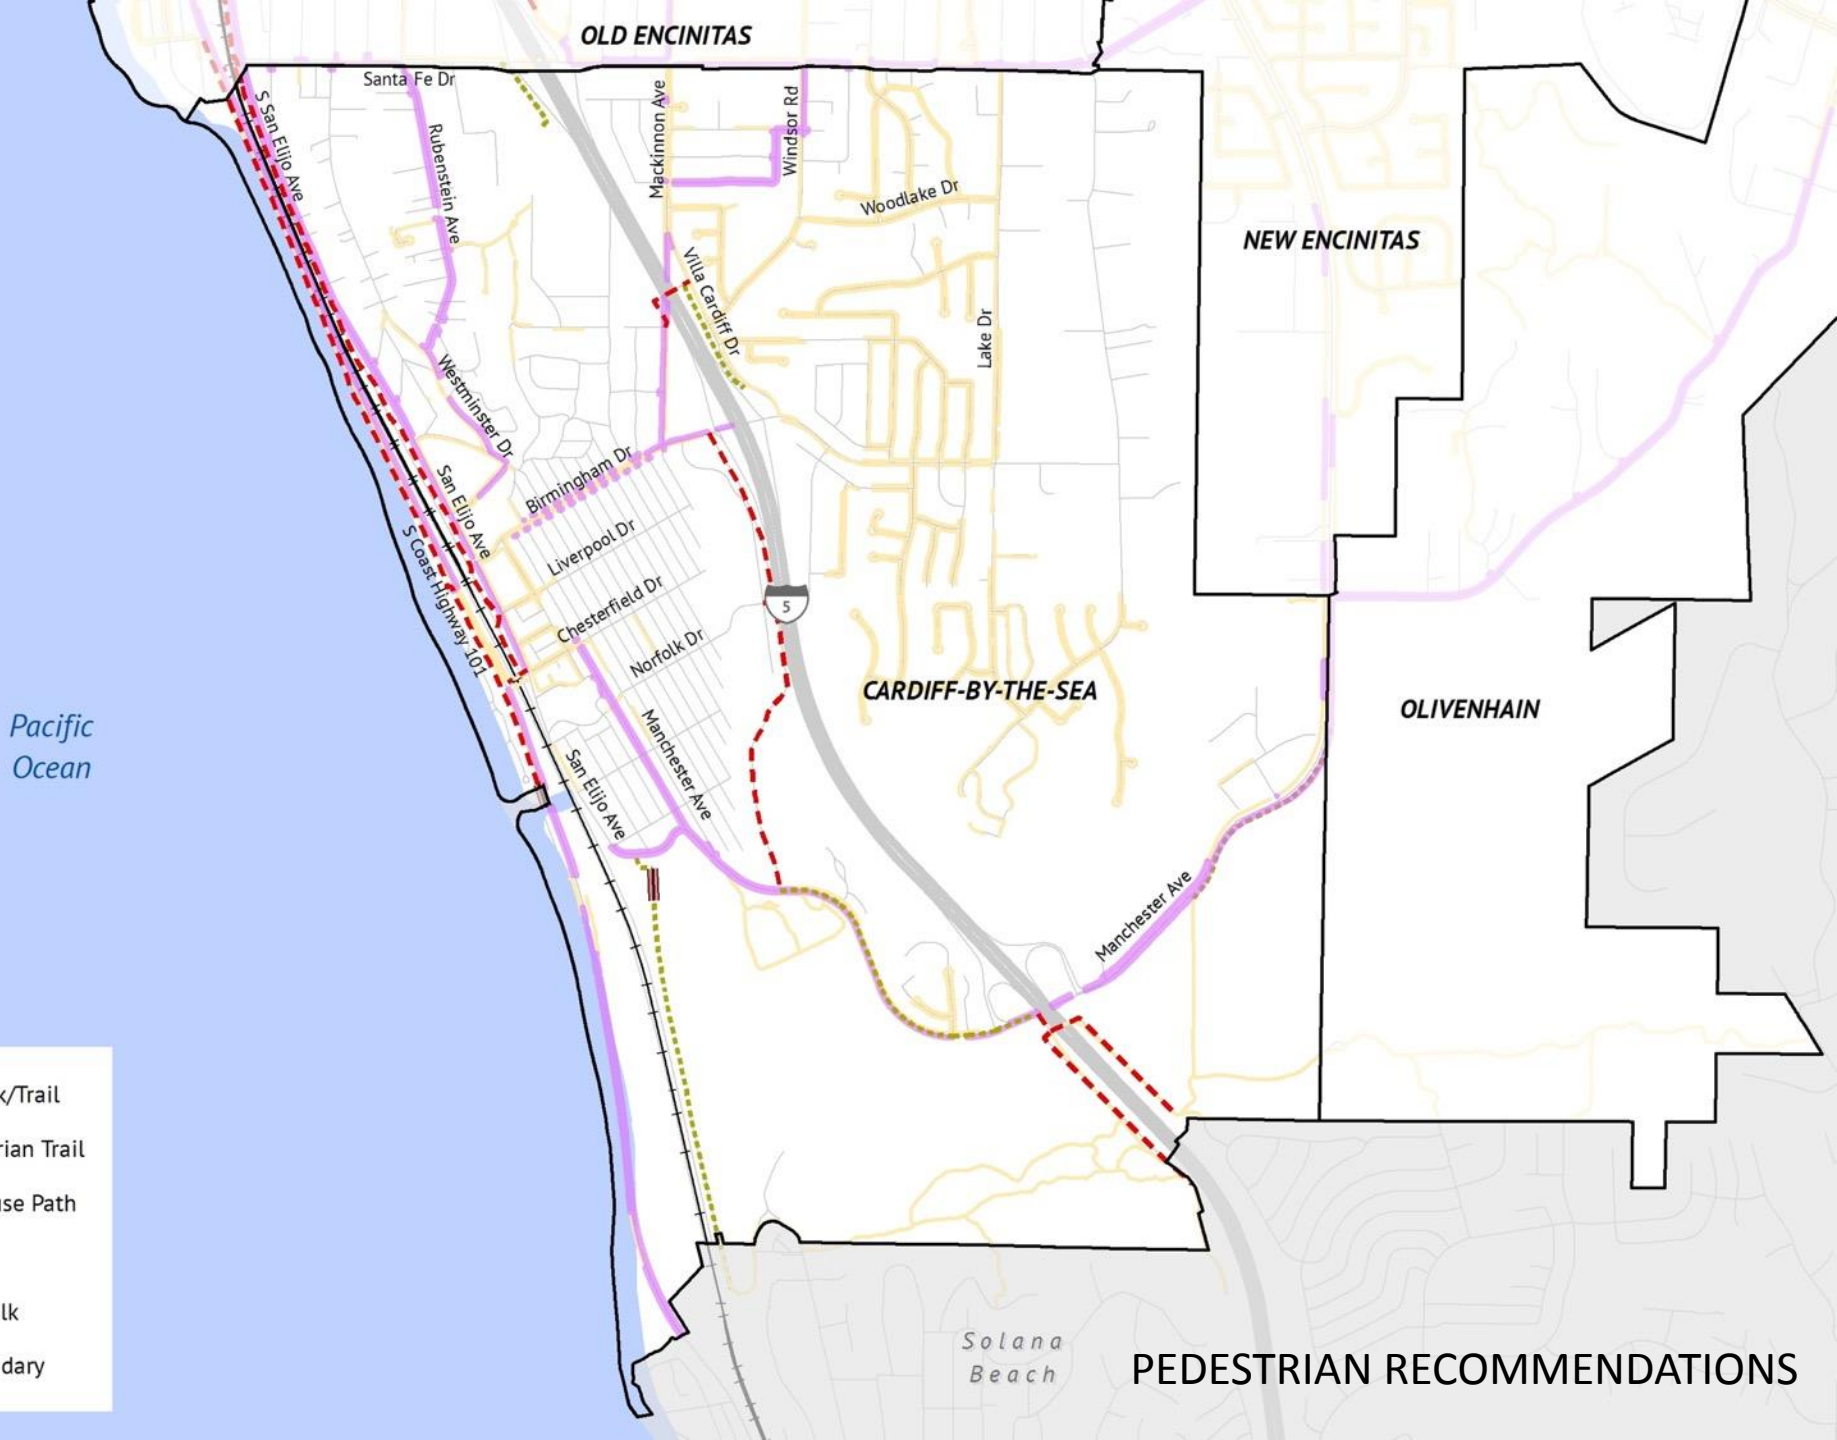 OLD ENCINITAS
Santa Fe Dr
S San Elijo Ave
Rubenstein Ave
Mackinnon Ave
Windsor Rd
Woodlake Dr
NEW ENCINITAS
Villa Cardiff Dr
Lake Dr
Westminster Dr
Birmingham Dr
San Elijo Ave
S Coast Highway 101
Liverpool Dr
Chesterfield Dr
5
Norfolk Dr
CARDIFF-BY-THE-SEA
OLIVENHAIN
Pacific
Ocean
Manchester Ave
San Elijo Ave
Manchester Ave
k/Trail
rian Trail
use Path
lk
dary
Solana
Beach
PEDESTRIAN RECOMMENDATIONS